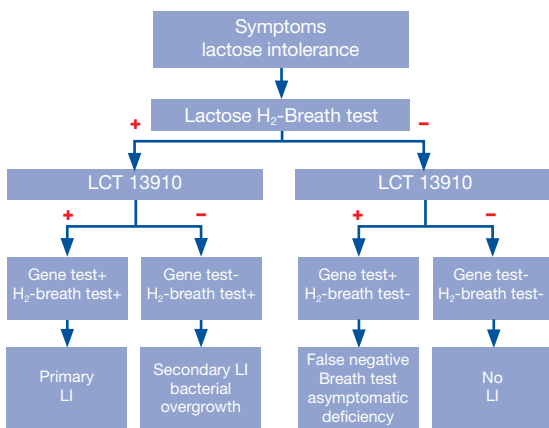 Symptoms
lactose intolerance
Lactose H₂-Breath test
+
–
LCT 13910
LCT 13910
+
–
+
–
Gene test+
H₂-breath test+
Gene test-
H₂-breath test+
Gene test+
H₂-breath test-
Gene test-
H₂-breath test-
Primary
LI
Secondary LI
bacterial
overgrowth
False negative
Breath test
asymptomatic
deficiency
No
LI